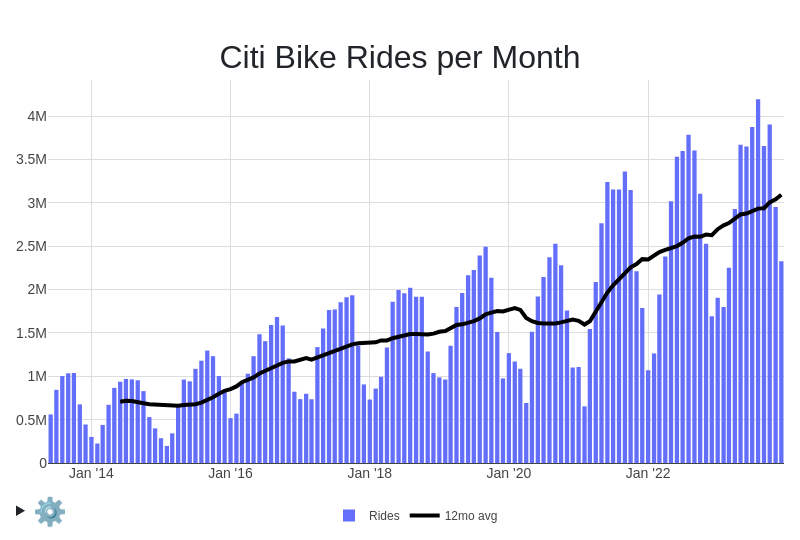 Citi Bike Rides per Month
4M
3.5M
3M
2.5M
2M
1.5M
1M
0.5M
0
Jan '14 Jan '16 Jan '18 Jan '20 Jan '22
Rides 12mo avg